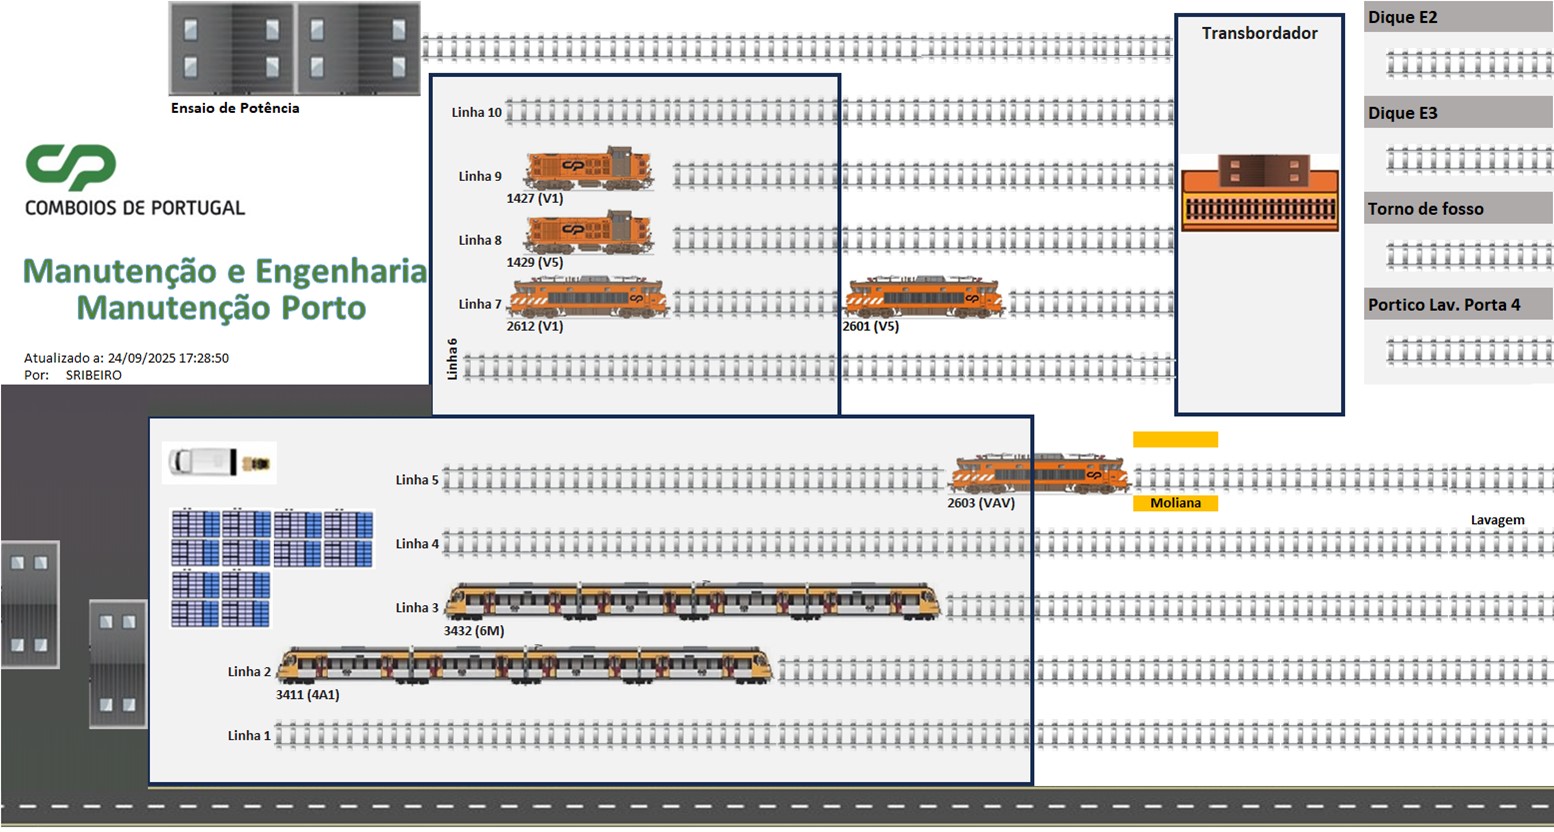 Dique E2
Transbordador
Ensaio de Potência
Linha 10
Dique E3
CP
COMBOIOS DE PORTUGAL
Linha 9
1427 (V1)
Torno de fosso
Linha 8
1429 (V5)
Manutenção e Engenharia
Manutenção Porto
Linha 7
2612 (V1)
2601 (V5)
Portico Lav. Porta 4
Atualizado a: 24/09/2025 17:28:50
Por: SRIBEIRO
Linha 6
Linha 5
2603 (VAV)
Moliana
Lavagem
Linha 4
Linha 3
3432 (6M)
Linha 2
3411 (4A1)
Linha 1